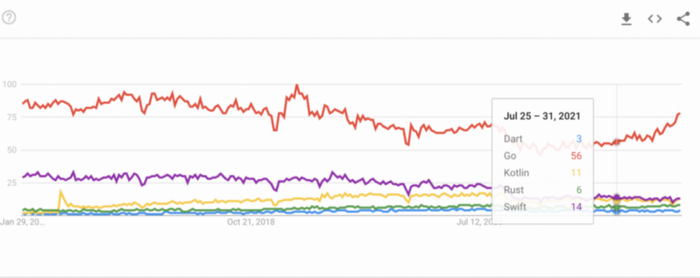 ?
100
75
50
25
Jan 29, 20...
Oct 21, 2018
Jul 12,
Jul 25 – 31, 2021
Dart 3
Go 56
Kotlin 11
Rust 6
Swift 14